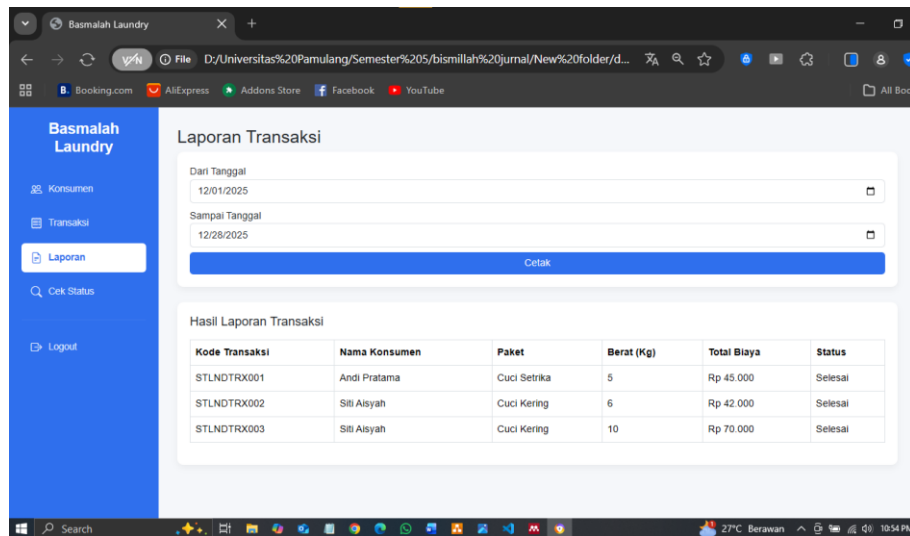 Basmalah Laundry
File D:/Universitas%20Pamulang/Semester%205/bismillah%20jurnal/New%20folder/d...
B. Booking.com AliExpress Addons Store Facebook YouTube All Boo
Basmalah
Laundry
Konsumen
Transaksi
Laporan
Cek Status
Logout
Laporan Transaksi
Dari Tanggal
12/01/2025
Sampai Tanggal
12/28/2025
Cetak
Hasil Laporan Transaksi
Kode Transaksi Nama Konsumen Paket Berat (Kg) Total Biaya Status
STLNDTRX001 Andi Pratama Cuci Setrika 5 Rp 45.000 Selesai
STLNDTRX002 Siti Aisyah Cuci Kering 6 Rp 42.000 Selesai
STLNDTRX003 Siti Aisyah Cuci Kering 10 Rp 70.000 Selesai
Search 27°C Berawan 10:54 PM